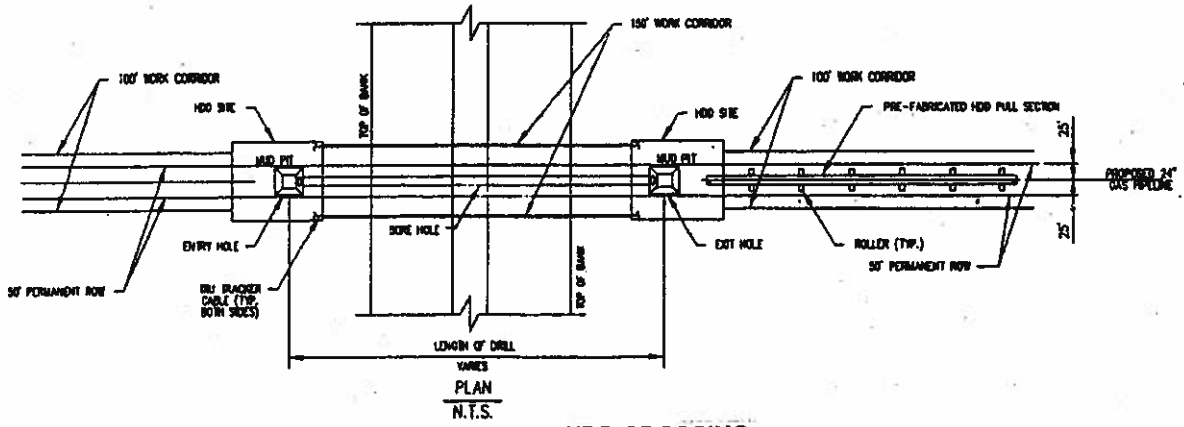 150' WORK CORRIDOR
100' WORK CORRIDOR
100' WORK CORRIDOR
HDD SITE
TOP OF BANK
HDD SITE
PRE-FABRICATED HDD PULL SECTION
MUD PIT
MUD PIT
25'
PROPOSED 24"
GAS PIPELINE
25'
ENTRY HOLE
BORE HOLE
EXIT HOLE
ROLLER (TYP.)
50' PERMANENT ROW
50' PERMANENT ROW
TRU TRACKER
CABLE (TYP.
BOTH SIDES)
TOP OF BANK
LENGTH OF DRILL
VARIES
PLAN
N.T.S.